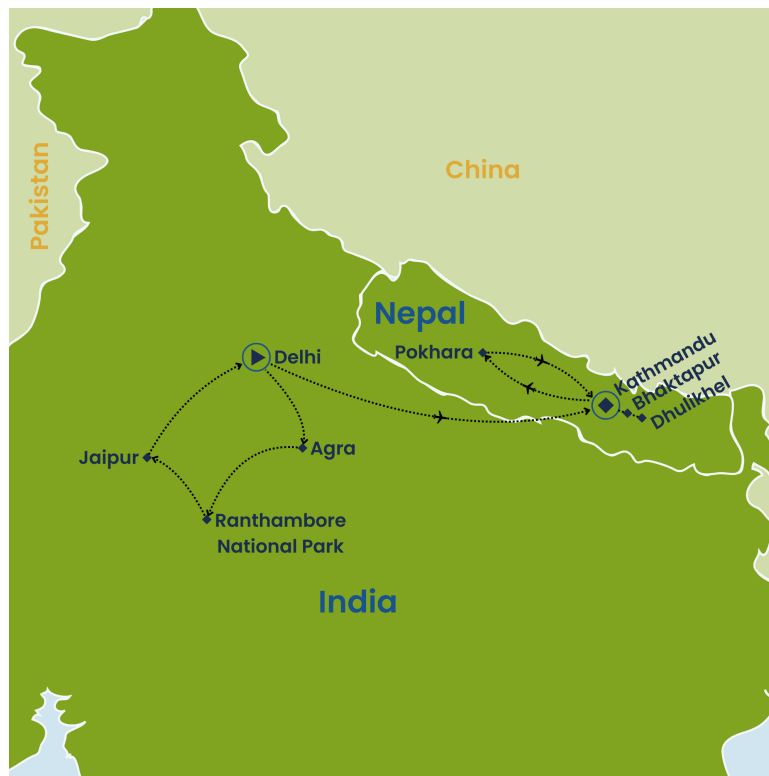 Pakistan
China
Nepal
Pokhara
Kathmandu
Bhaktapur
Dhulikhel
Delhi
Agra
Jaipur
Ranthambore
National Park
India